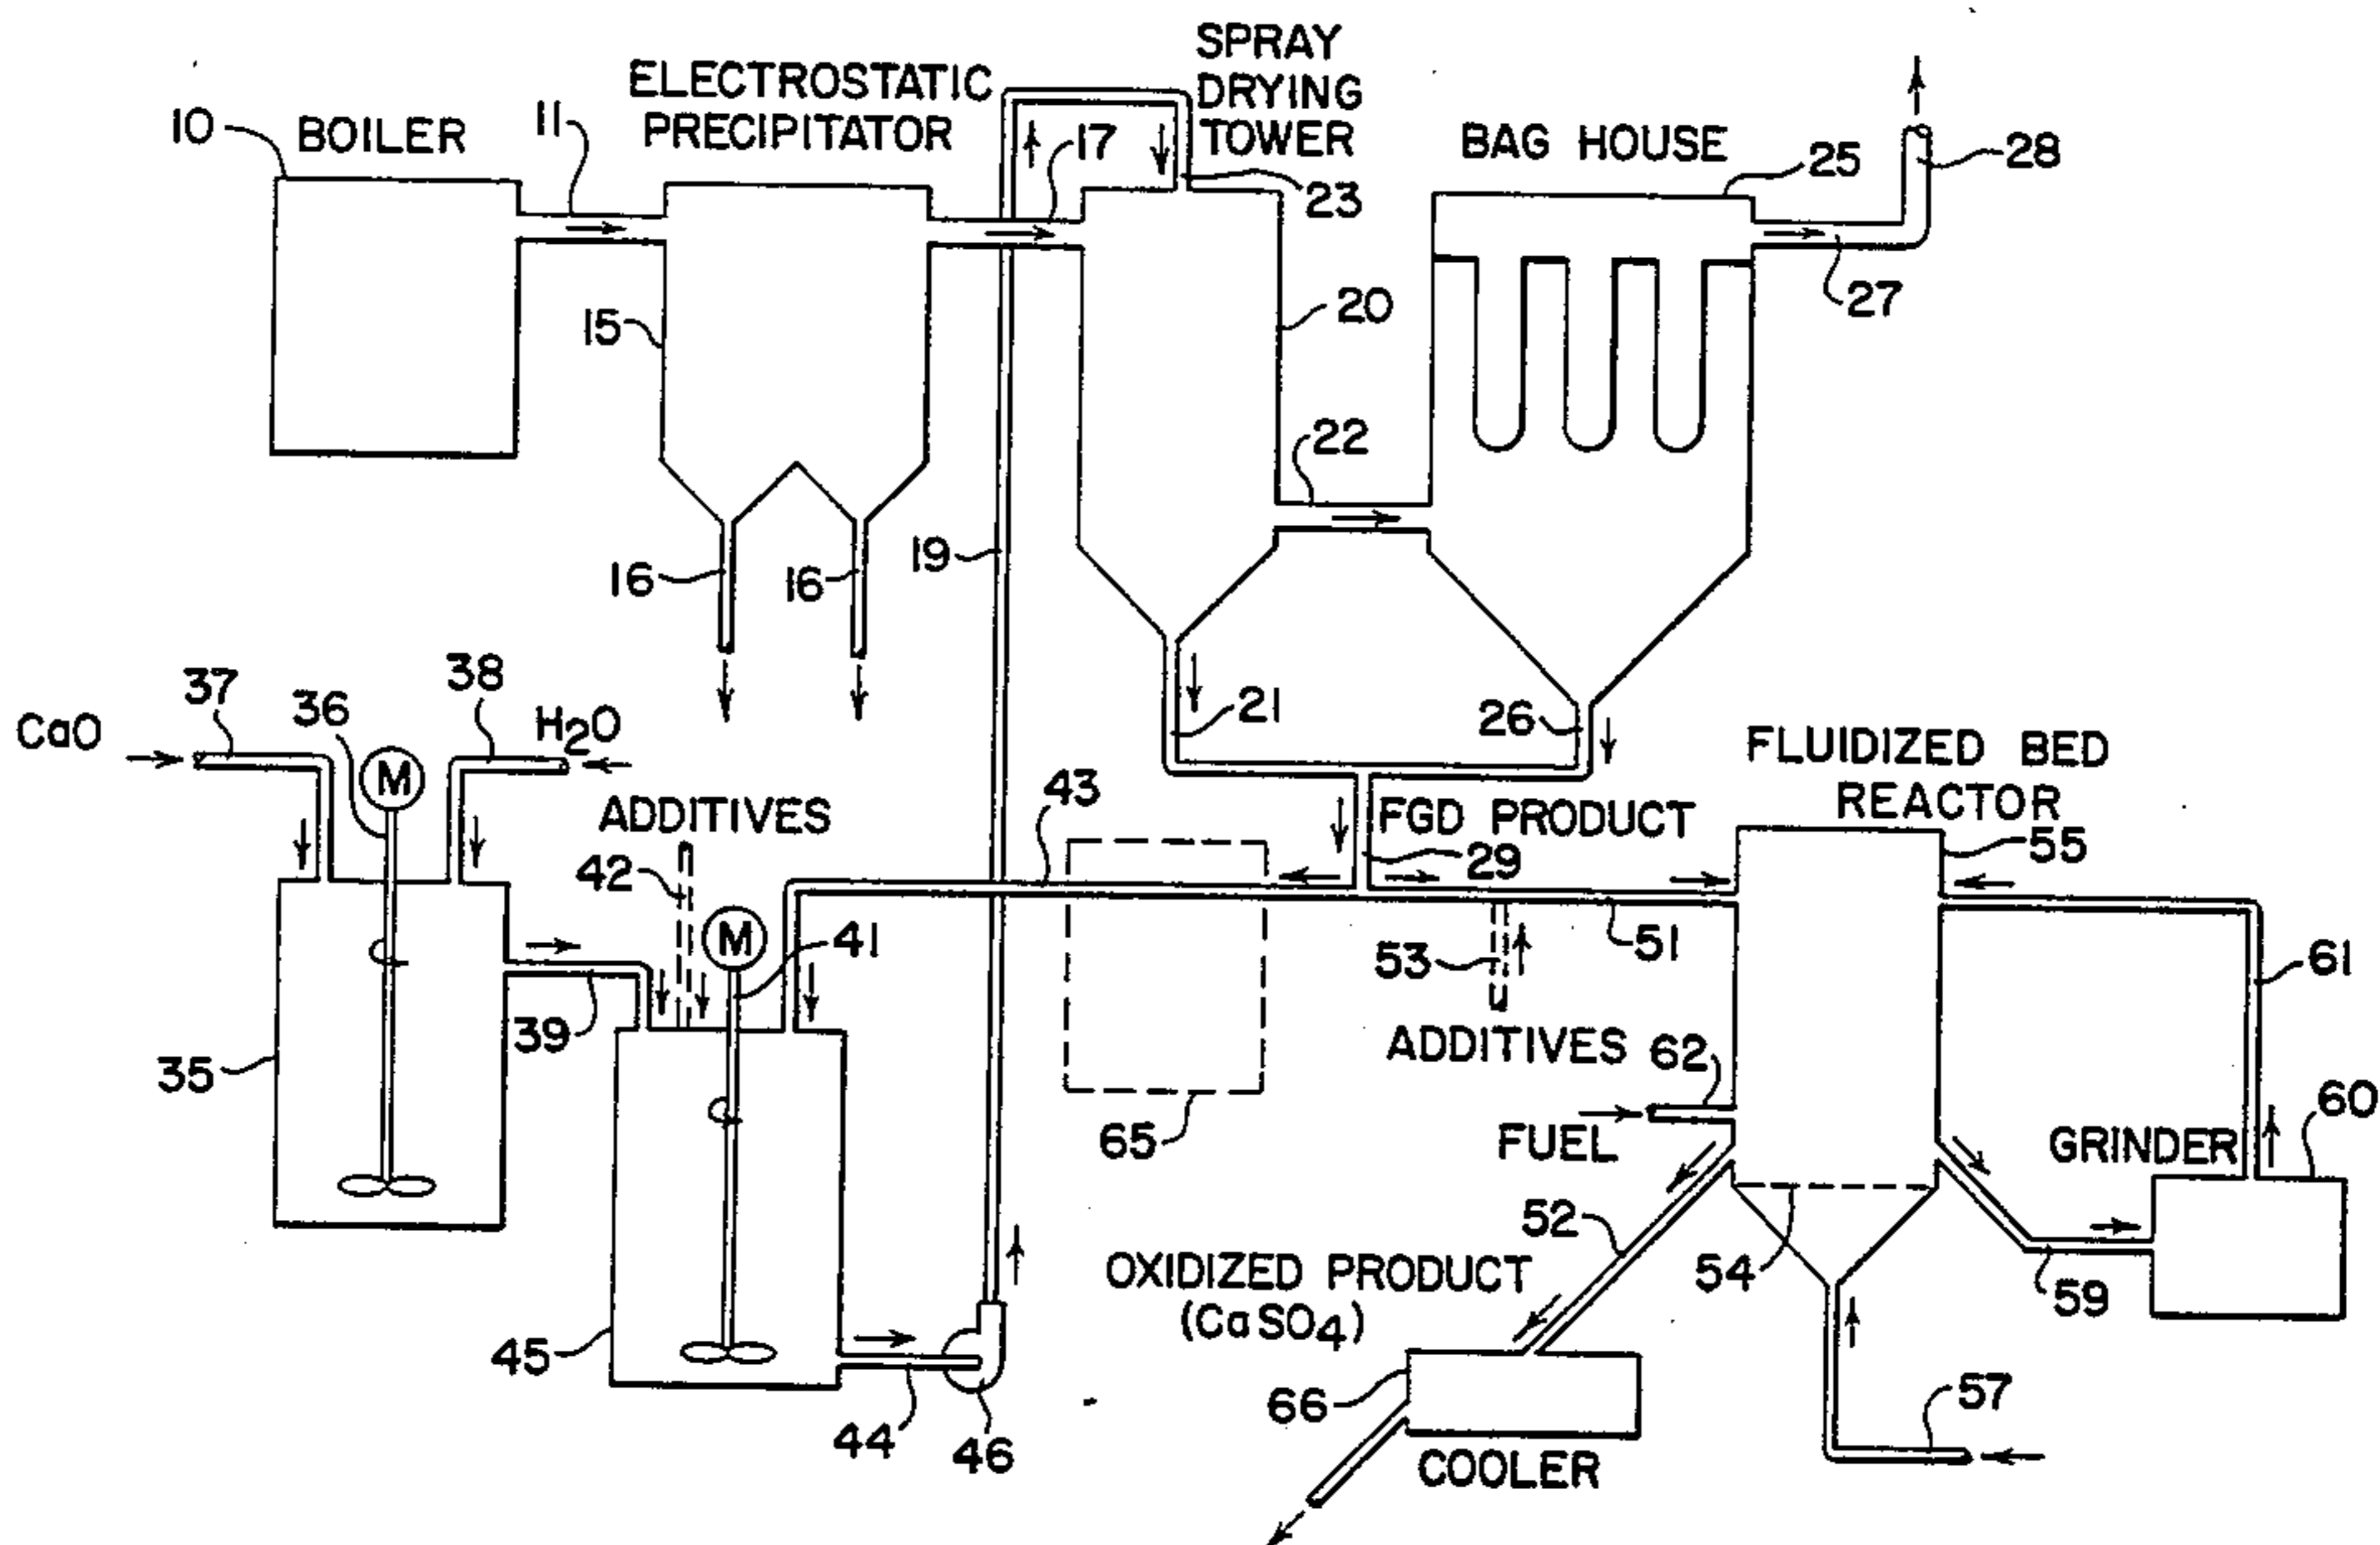 SPRAY
DRYING
TOWER
ELECTROSTATIC
PRECIPITATOR
BOILER
BAG HOUSE
10
11
17
23
25
28
15
20
27
22
16
16
19
21
26
37
36
38
CaO
H2O
M
ADDITIVES
42
43
FGD PRODUCT
29
FLUIDIZED BED
REACTOR
55
M
41
53
51
61
35
39
ADDITIVES
62
65
FUEL
GRINDER
60
52
54
59
OXIDIZED PRODUCT
(CaSO4)
45
44
46
66
57
COOLER